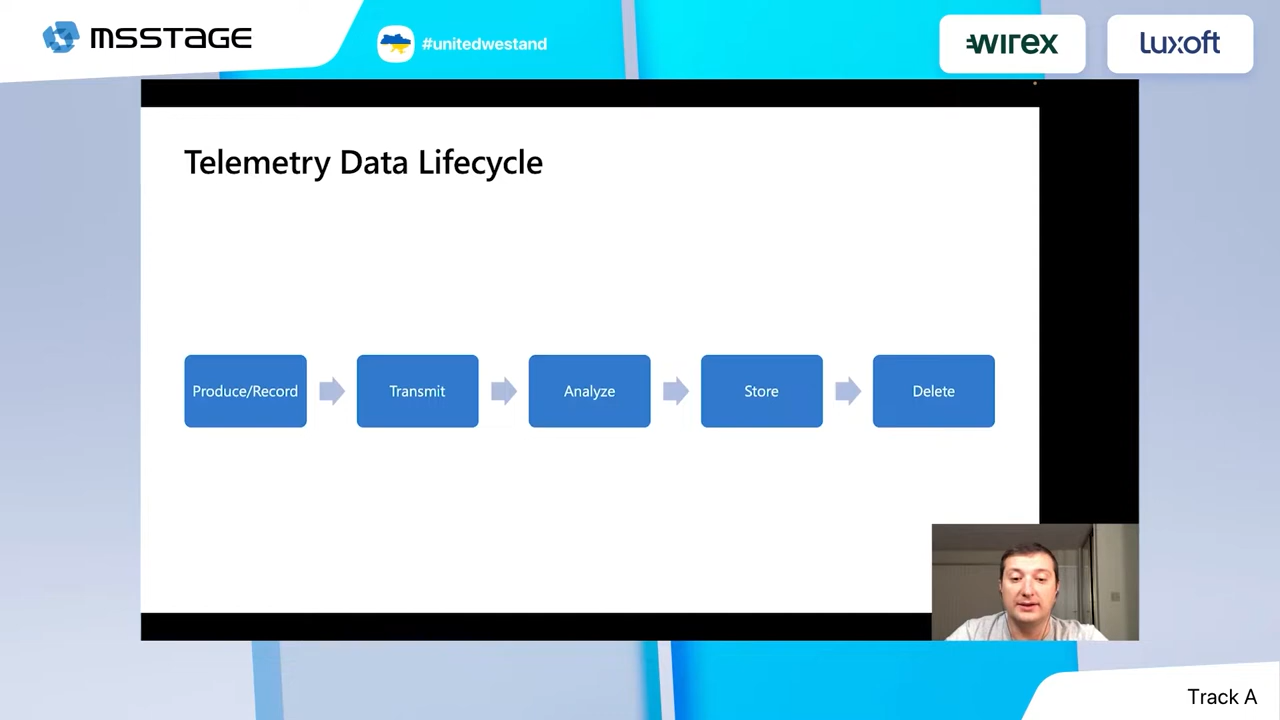 MSSTAGE
#unitedwestand
wirex
luxoft
Telemetry Data Lifecycle
Produce/Record
Transmit
Analyze
Store
Delete
Track A